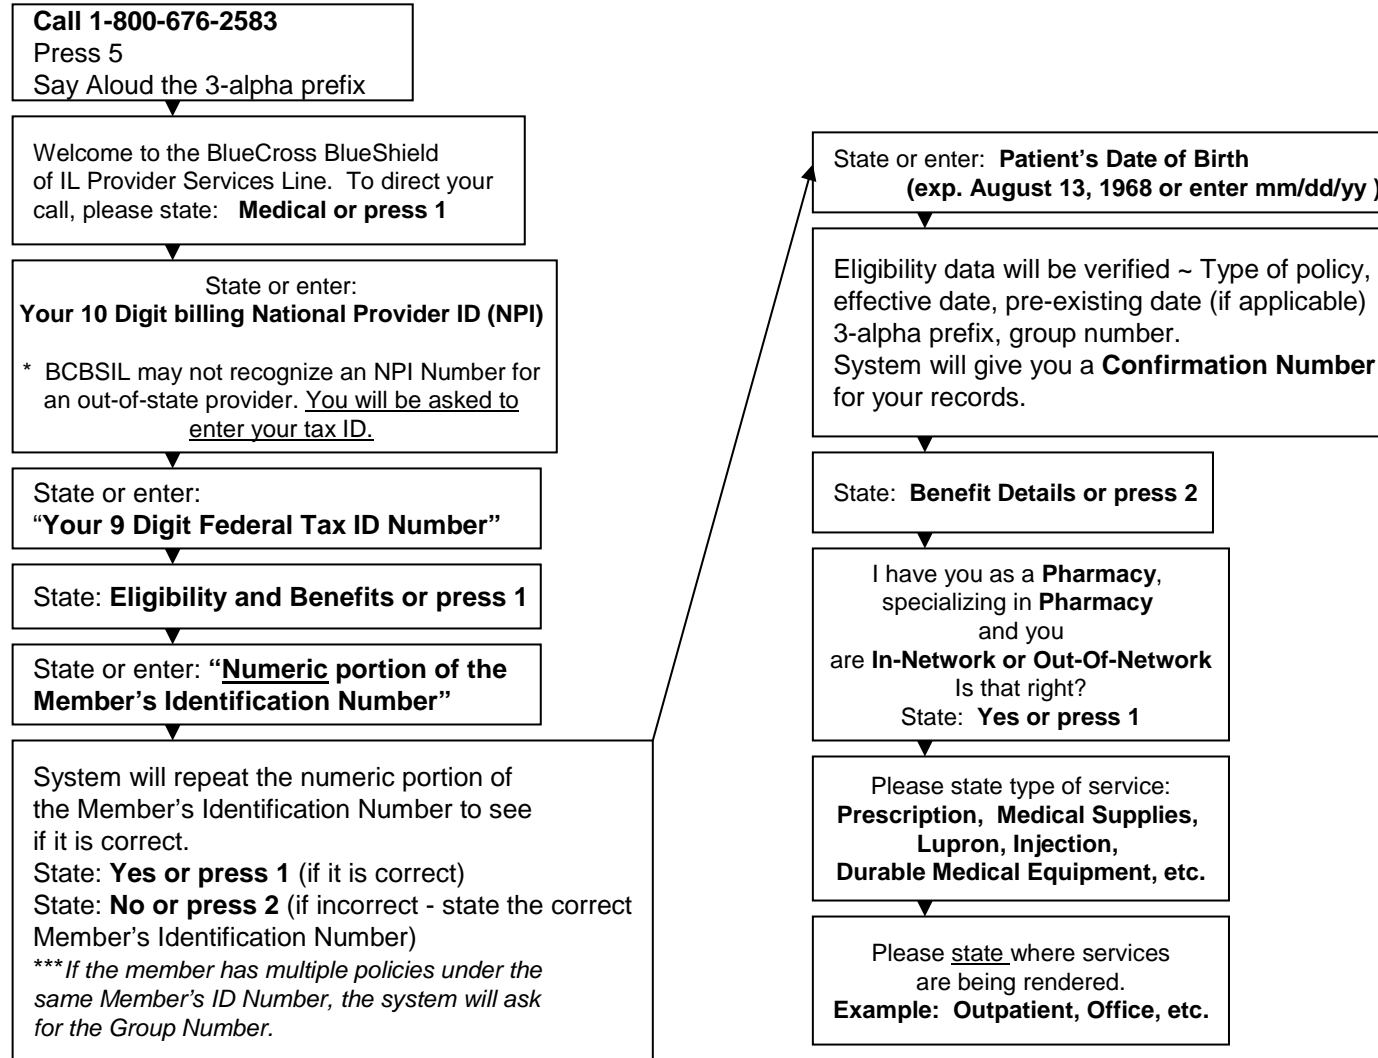 Call 1-800-676-2583
Press 5
Say Aloud the 3-alpha prefix
Welcome to the BlueCross BlueShield
of IL Provider Services Line. To direct your
call, please state: Medical or press 1
State or enter:
Your 10 Digit billing National Provider ID (NPI)
* BCBSIL may not recognize an NPI Number for
an out-of-state provider. You will be asked to
enter your tax ID.
State or enter:
“Your 9 Digit Federal Tax ID Number”
State: Eligibility and Benefits or press 1
State or enter: “Numeric portion of the
Member’s Identification Number”
System will repeat the numeric portion of
the Member’s Identification Number to see
if it is correct.
State: Yes or press 1 (if it is correct)
State: No or press 2 (if incorrect - state the correct
Member’s Identification Number)
***If the member has multiple policies under the
same Member’s ID Number, the system will ask
for the Group Number.
State or enter: Patient’s Date of Birth
(exp. August 13, 1968 or enter mm/dd/yy )
Eligibility data will be verified ~ Type of policy,
effective date, pre-existing date (if applicable)
3-alpha prefix, group number.
System will give you a Confirmation Number
for your records.
State: Benefit Details or press 2
I have you as a Pharmacy,
specializing in Pharmacy
and you
are In-Network or Out-Of-Network
Is that right?
State: Yes or press 1
Please state type of service:
Prescription, Medical Supplies,
Lupron, Injection,
Durable Medical Equipment, etc.
Please state where services
are being rendered.
Example: Outpatient, Office, etc.